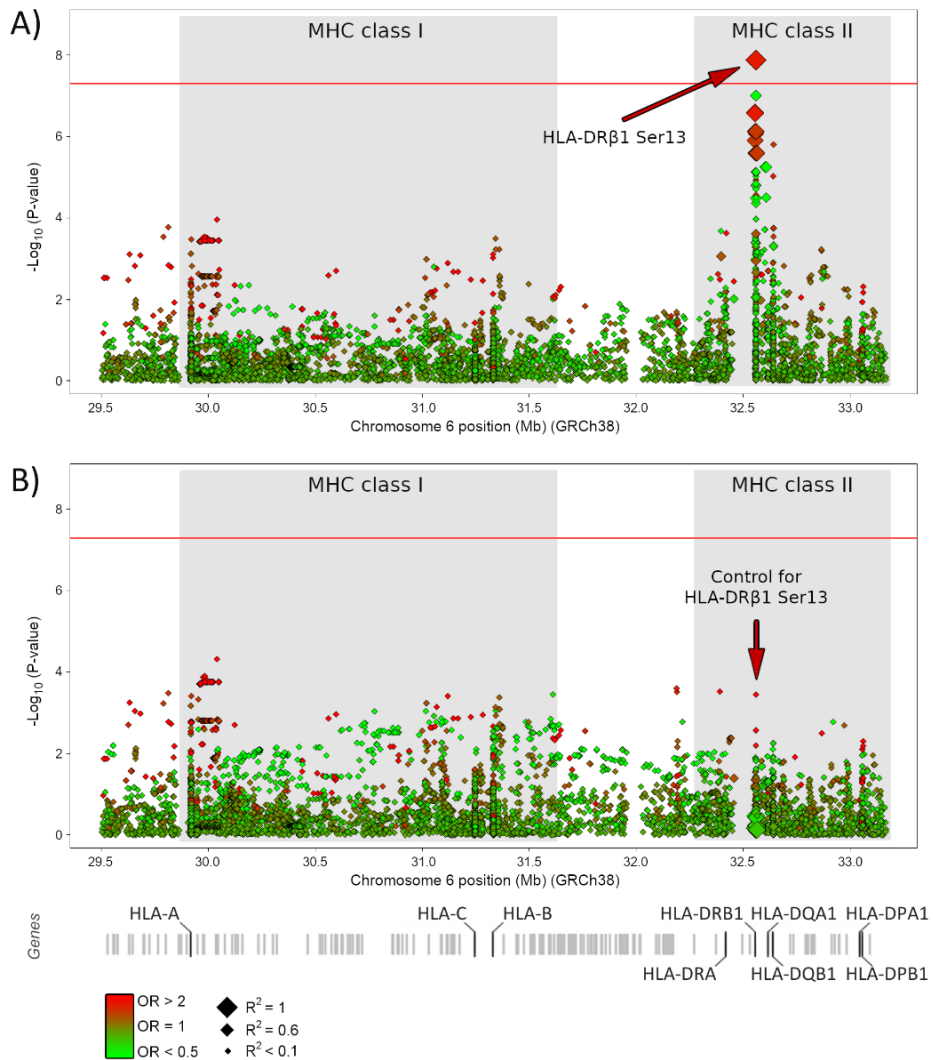 A)
MHC class I
MHC class II
8
6
4
2
0
-Log10 (P-value)
HLA-DRβ1 Ser13
29.5 30.0 30.5 31.0 31.5 32.0 32.5 33.0
Chromosome 6 position (Mb) (GRCh38)
B)
MHC class I
MHC class II
8
6
4
2
0
-Log10 (P-value)
Control for
HLA-DRβ1 Ser13
29.5 30.0 30.5 31.0 31.5 32.0 32.5 33.0
Chromosome 6 position (Mb) (GRCh38)
Genes
HLA-A HLA-C HLA-B HLA-DRB1 HLA-DQA1 HLA-DPA1
HLA-DRA HLA-DQB1 HLA-DPB1
OR > 2
OR = 1
OR < 0.5
R² = 1
R² = 0.6
R² < 0.1